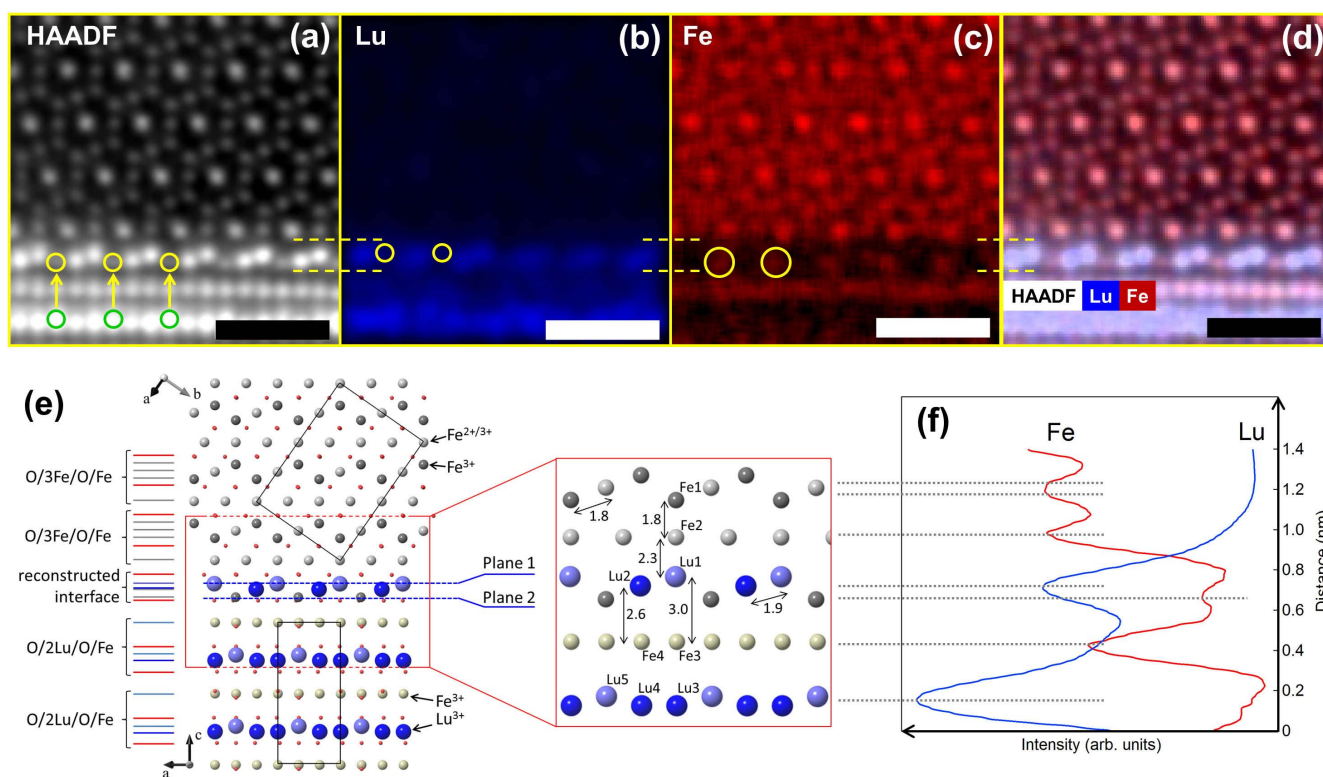 HAADF (a)
Lu (b)
Fe (c)
(d)
HAADF Lu Fe
(e)
a
b
Fe2+/3+
Fe3+
O/3Fe/O/Fe
O/3Fe/O/Fe
reconstructed
interface
Plane 1
Plane 2
O/2Lu/O/Fe
O/2Lu/O/Fe
Fe3+
Lu3+
c
a
Fe1
1.8
1.8
Fe2
2.3
Lu1
Lu2
2.6
3.0
1.9
Fe4
Fe3
Lu5
Lu4
Lu3
(f)
Fe
Lu
1.4
1.2
1.0
0.8
0.6
0.4
0.2
0
Distance (nm)
Intensity (arb. units)